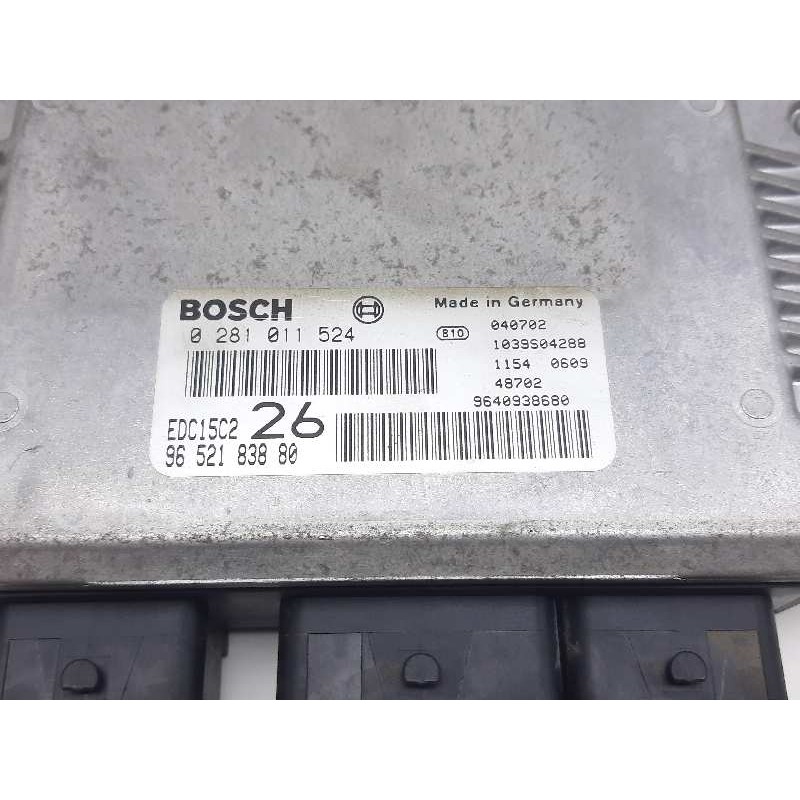 BOSCH
Made in Germany
0 281 011 524
B10
040702
1039S04288
1154 0609
48702
9640938680
EDC15C2 26
96 521 838 80